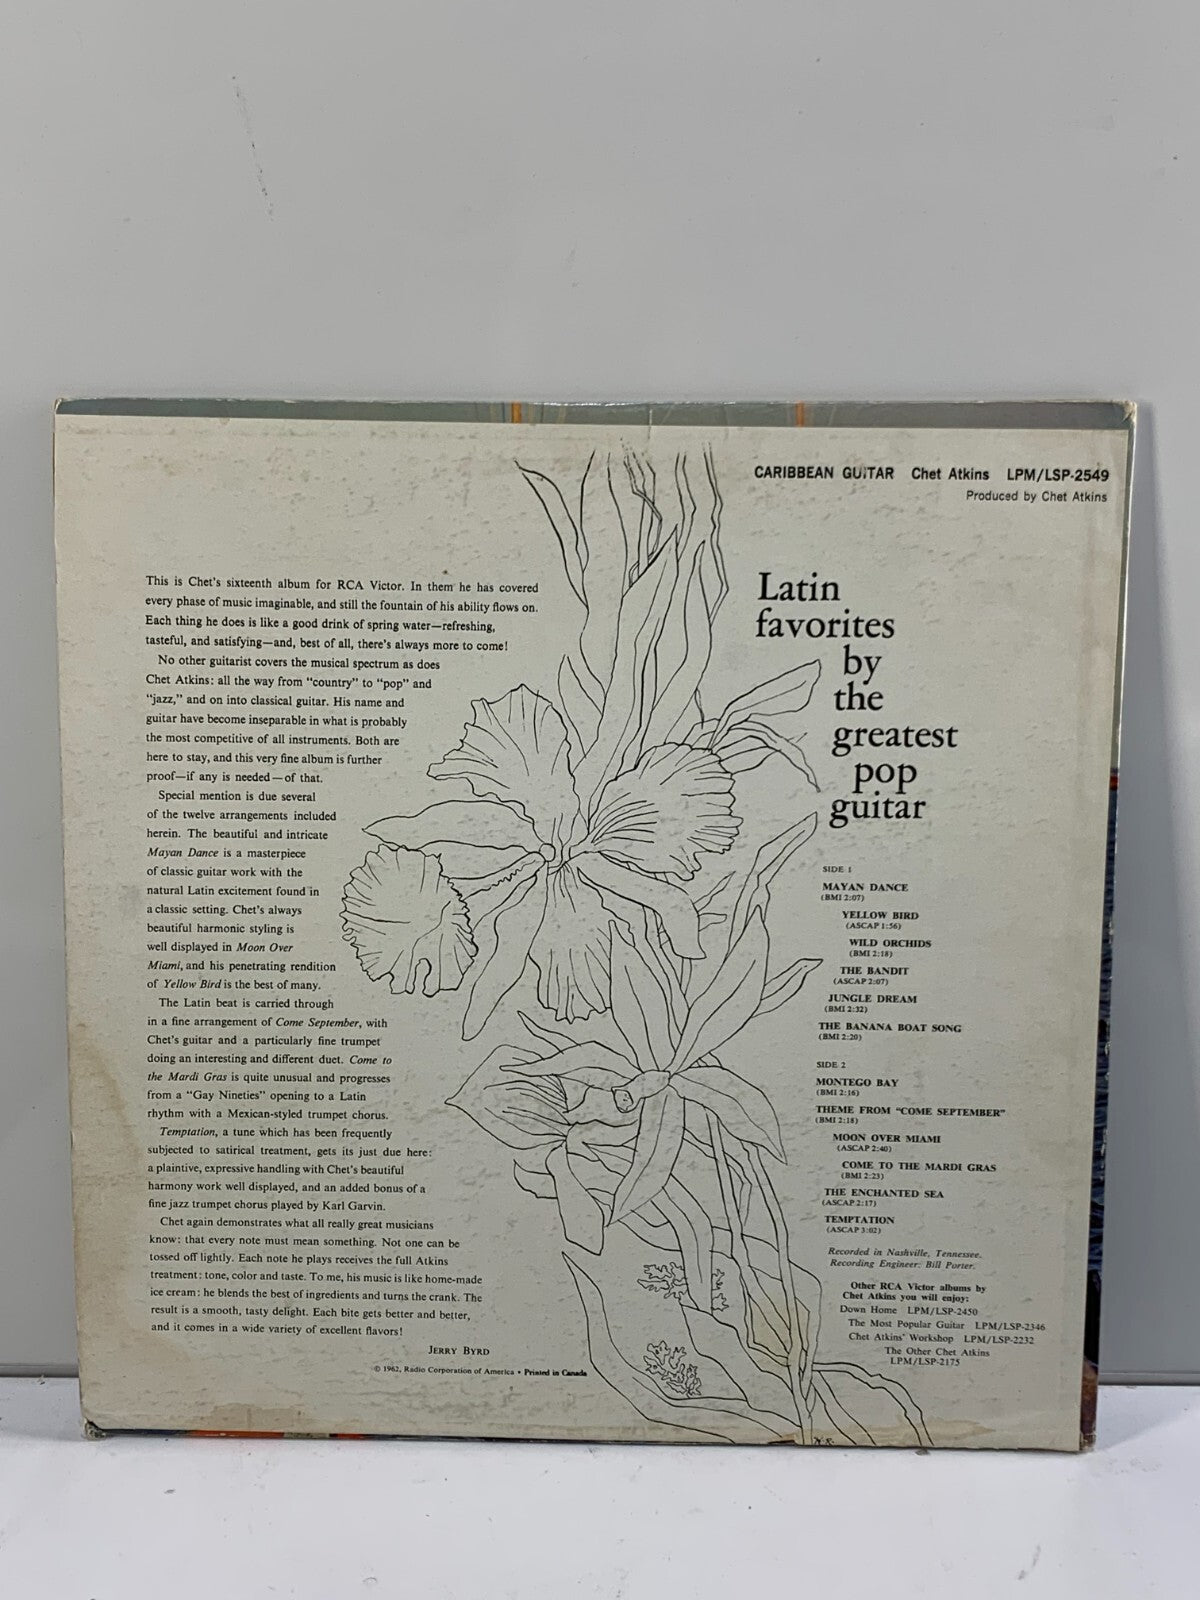 CARIBBEAN GUITAR Chet Atkins LPM/LSP-2549
Produced by Chet Atkins
This is Chet's sixteenth album for RCA Victor. In them he has covered
every phase of music imaginable, and still the fountain of his ability flows on.
Each thing he does is like a good drink of spring water—refreshing,
tasteful, and satisfying—and, best of all, there's always more to come!
No other guitarist covers the musical spectrum as does
Chet Atkins: all the way from "country" to "pop" and
"jazz," and on into classical guitar. His name and
guitar have become inseparable in what is probably
the most competitive of all instruments. Both are
here to stay, and this very fine album is further
proof—if any is needed—of that.
Special mention is due several
of the twelve arrangements included
herein. The beautiful and intricate
Mayan Dance is a masterpiece
of classic guitar work with the
natural Latin excitement found in
a classic setting. Chet's always
beautiful harmonic styling is
well displayed in Moon Over
Miami, and his penetrating rendition
of Yellow Bird is the best of many.
The Latin beat is carried through
in a fine arrangement of Come September, with
Chet's guitar and a particularly fine trumpet
doing an interesting and different duet. Come to
the Mardi Gras is quite unusual and progresses
from a "Gay Nineties" opening to a Latin
rhythm with a Mexican-styled trumpet chorus.
Temptation, a tune which has been frequently
subjected to satirical treatment, gets its just due here:
a plaintive, expressive handling with Chet's beautiful
harmony work well displayed, and an added bonus of a
fine jazz trumpet chorus played by Karl Garvin.
Chet again demonstrates what all really great musicians
know: that every note must mean something. Not one can be
tossed off lightly. Each note he plays receives the full Atkins
treatment: tone, color and taste. To me, his music is like home-made
ice cream: he blends the best of ingredients and turns the crank. The
result is a smooth, tasty delight. Each bite gets better and better,
and it comes in a wide variety of excellent flavors!
JERRY BYRD
© 1962, Radio Corporation of America • Printed in Canada
Latin
favorites
by
the
greatest
pop
guitar
SIDE 1
MAYAN DANCE
(BMI 2:07)
YELLOW BIRD
(ASCAP 1:56)
WILD ORCHIDS
(BMI 2:18)
THE BANDIT
(ASCAP 2:07)
JUNGLE DREAM
(BMI 2:32)
THE BANANA BOAT SONG
(BMI 2:20)
SIDE 2
MONTEGO BAY
(BMI 2:16)
THEME FROM "COME SEPTEMBER"
(BMI 2:18)
MOON OVER MIAMI
(ASCAP 2:40)
COME TO THE MARDI GRAS
(BMI 2:23)
THE ENCHANTED SEA
(ASCAP 2:17)
TEMPTATION
(ASCAP 3:02)
Recorded in Nashville, Tennessee.
Recording Engineer: Bill Porter.
Other RCA Victor albums by
Chet Atkins you will enjoy:
Down Home LPM/LSP-2450
The Most Popular Guitar LPM/LSP-2346
Chet Atkins' Workshop LPM/LSP-2232
The Other Chet Atkins
LPM/LSP-2175